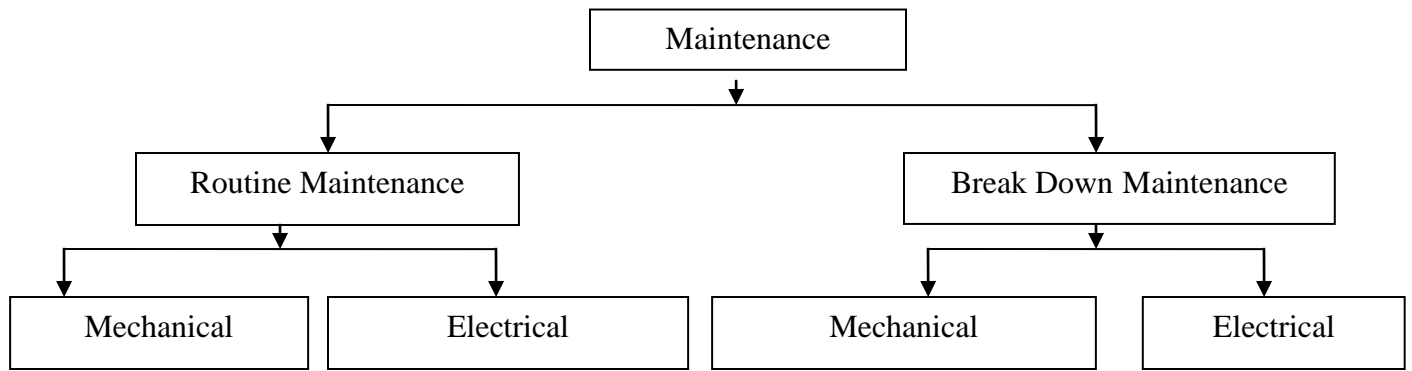 Maintenance
Routine Maintenance
Break Down Maintenance
Mechanical
Electrical
Mechanical
Electrical